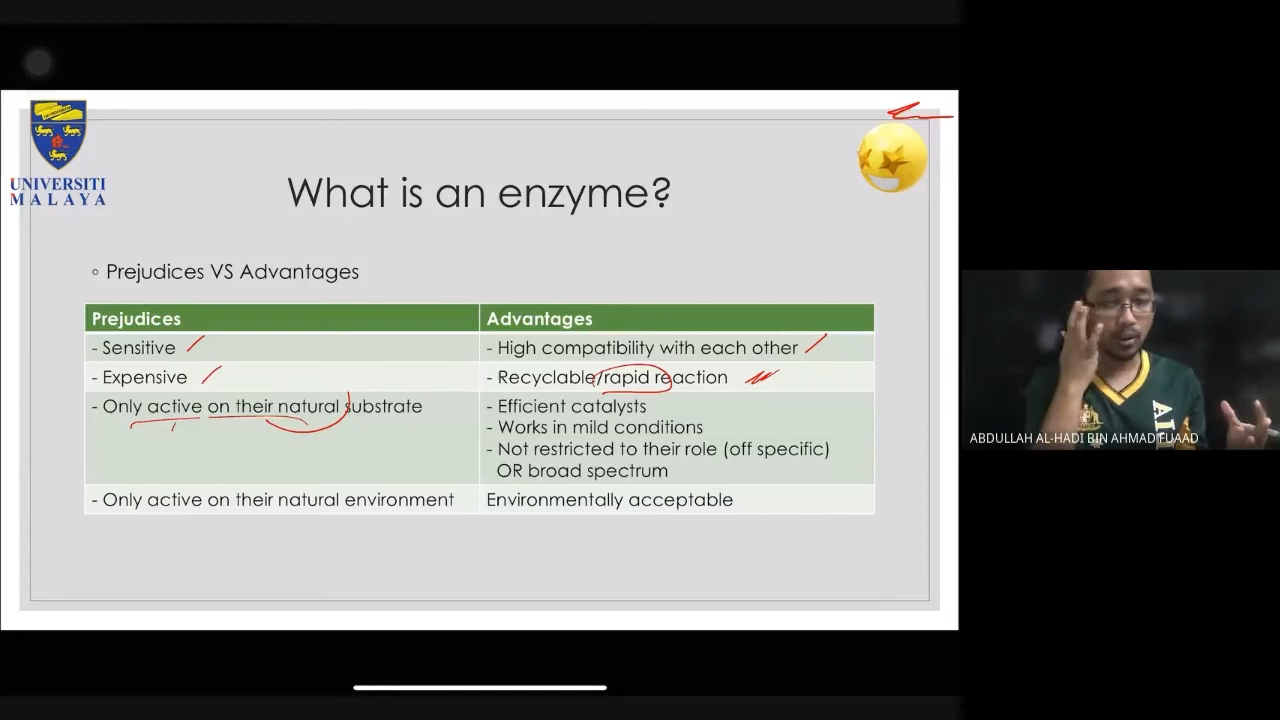 UNIVERSITI
MALAYA
What is an enzyme?
◦ Prejudices VS Advantages
Prejudices
Advantages
- Sensitive
- High compatibility with each other
- Expensive
- Recyclable/rapid reaction
- Only active on their natural substrate
- Efficient catalysts
- Works in mild conditions
- Not restricted to their role (off specific)
OR broad spectrum
- Only active on their natural environment
Environmentally acceptable
ABDULLAH AL-HADI BIN AHMAD FUAAD